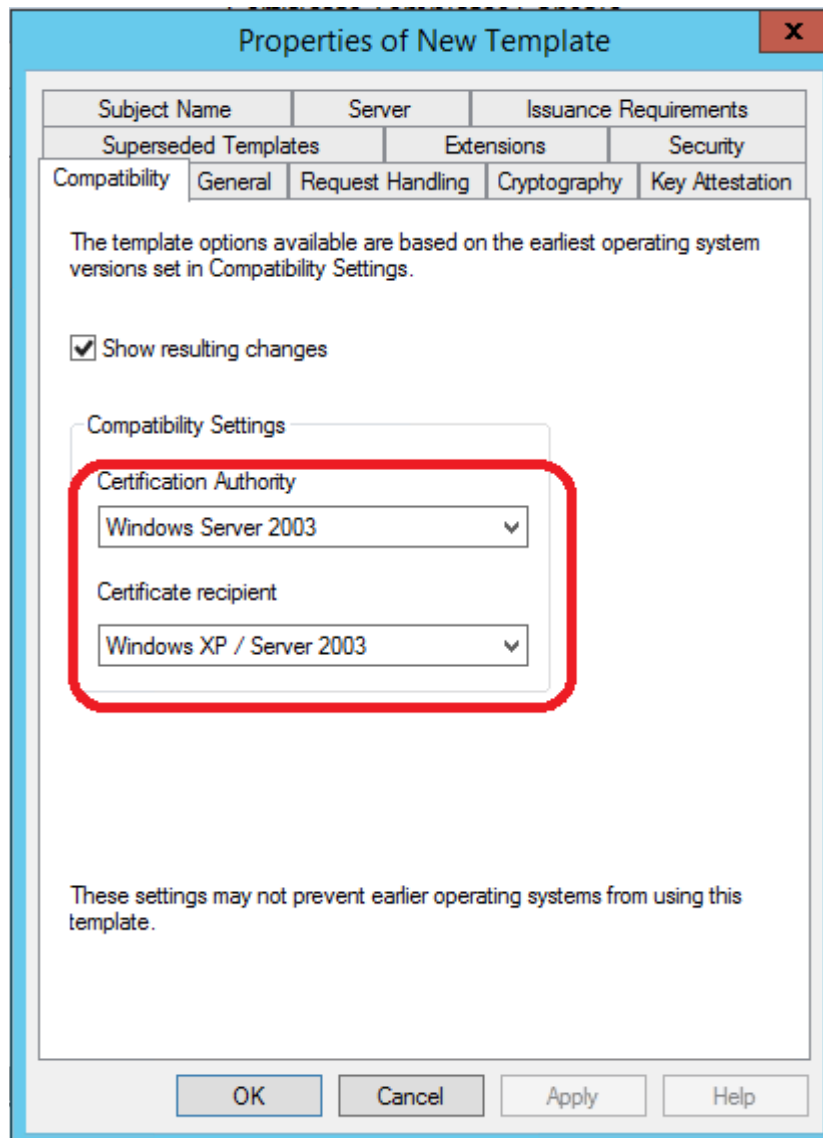 Properties of New Template
x
Subject Name Server Issuance Requirements
Superseded Templates Extensions Security
Compatibility General Request Handling Cryptography Key Attestation
The template options available are based on the earliest operating system
versions set in Compatibility Settings.
Show resulting changes
Compatibility Settings
Certification Authority
Windows Server 2003
Certificate recipient
Windows XP / Server 2003
These settings may not prevent earlier operating systems from using this
template.
OK Cancel Apply Help